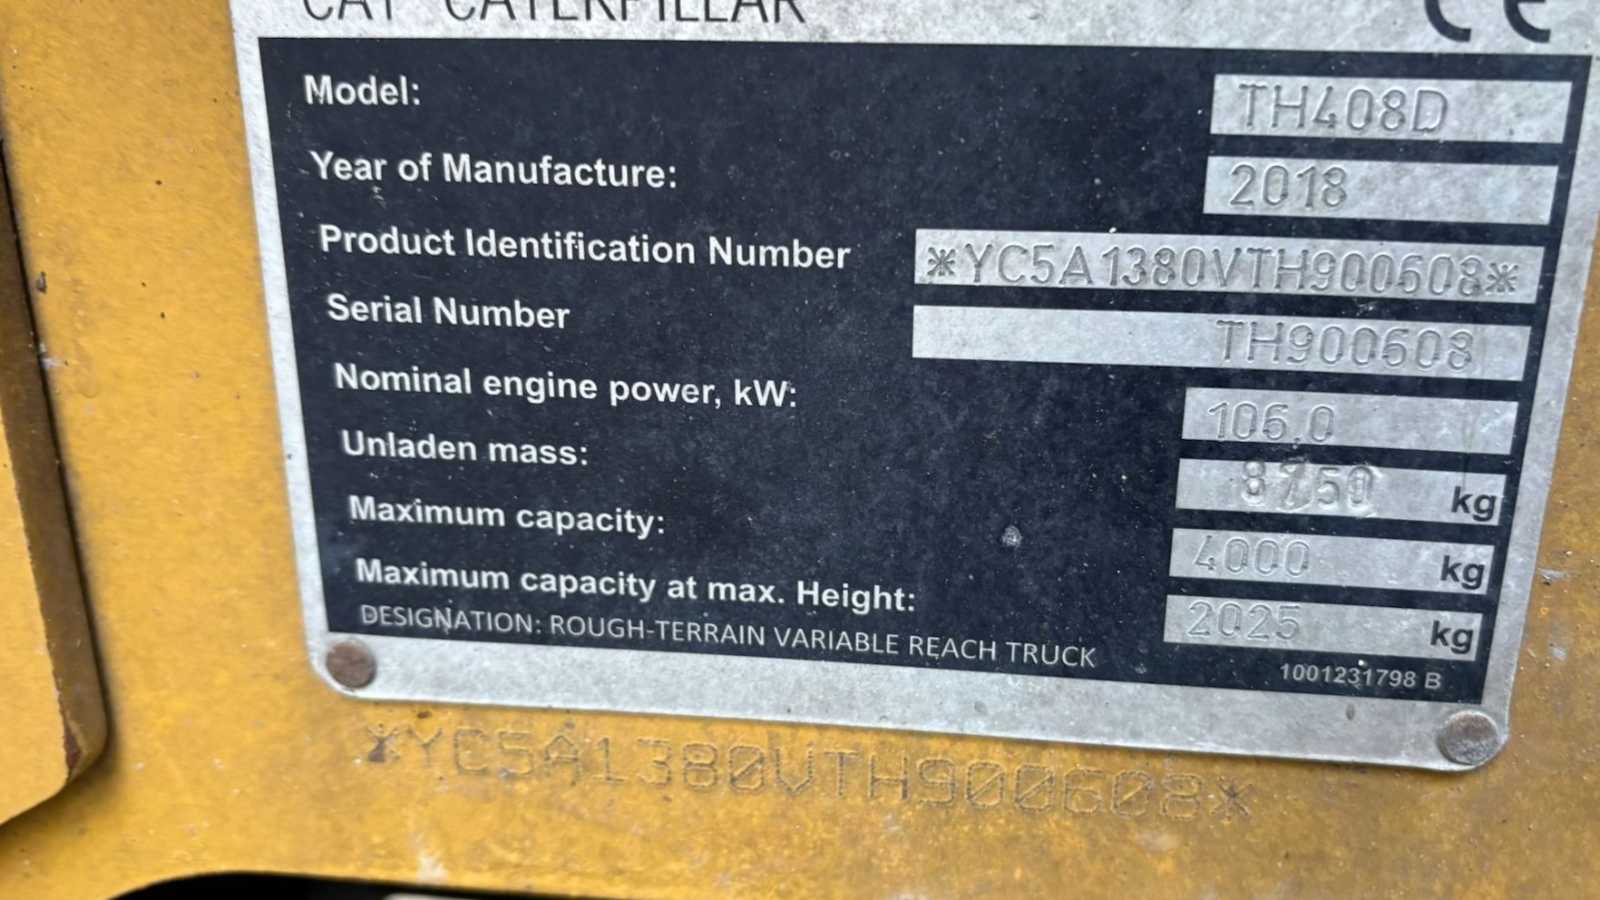 CAT CATERPILLAR CE
Model: TH408D
Year of Manufacture: 2018
Product Identification Number *YC5A1380VTH900608*
Serial Number TH900608
Nominal engine power, kW: 106,0
Unladen mass: kg
Maximum capacity: 4000 kg
Maximum capacity at max. Height: 2025 kg
DESIGNATION: ROUGH-TERRAIN VARIABLE REACH TRUCK
1001231798 B
*YC5A1380VTH900608*